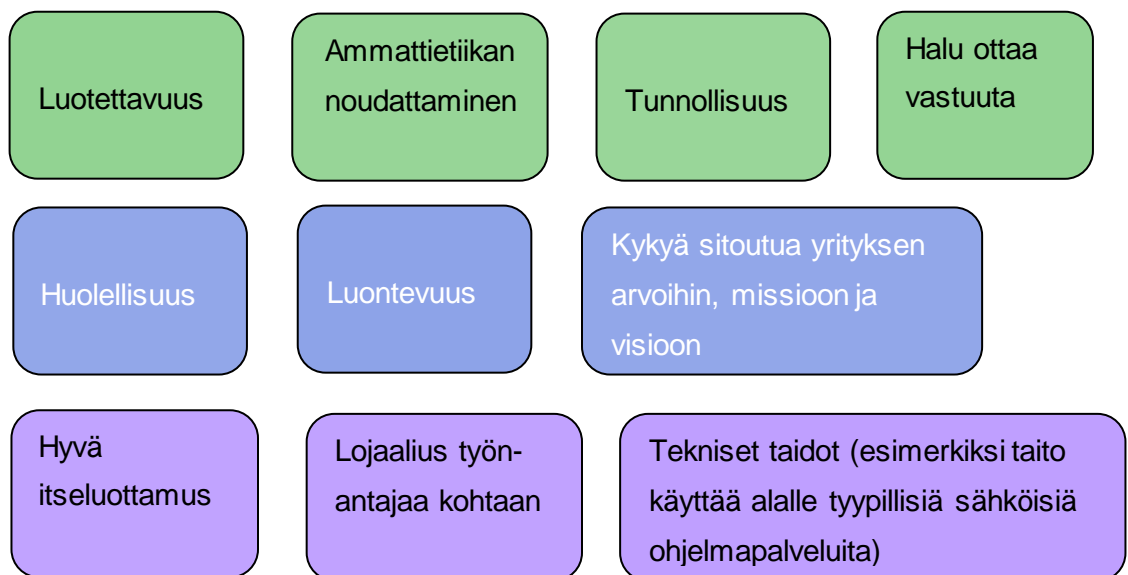 Luotettavuus
Ammattietiikan
noudattaminen
Tunnollisuus
Halu ottaa
vastuuta
Huolellisuus
Luontevuus
Kykyä sitoutua yrityksen
arvoihin, missioon ja
visioon
Hyvä
itseluottamus
Lojaalius työn-
antajaa kohtaan
Tekniset taidot (esimerkiksi taito
käyttää alalle tyypillisiä sähköisiä
ohjelmapalveluita)